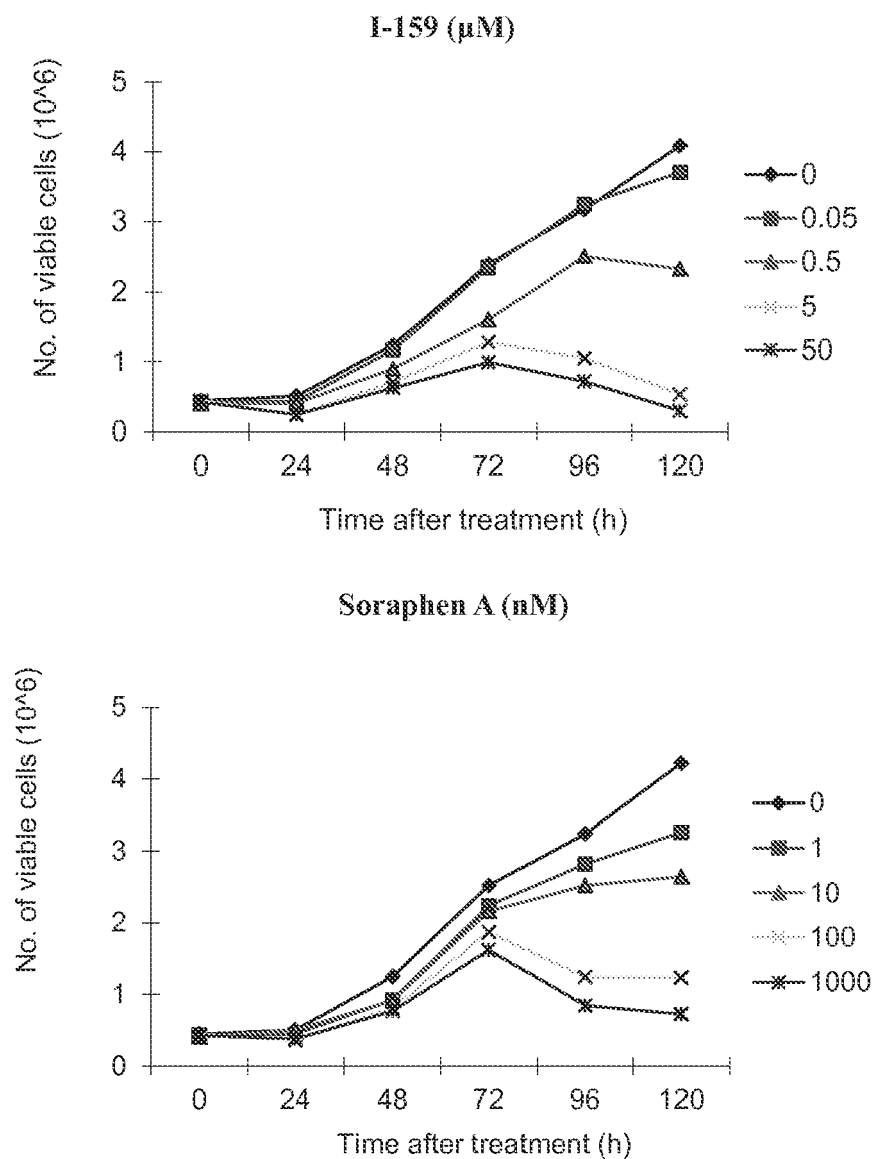 I-159 (µM)
No. of viable cells (10^6)
5
4
3
2
1
0
0 24 48 72 96 120
Time after treatment (h)
0
0.05
0.5
5
50
Soraphen A (nM)
No. of viable cells (10^6)
5
4
3
2
1
0
0 24 48 72 96 120
Time after treatment (h)
0
1
10
100
1000